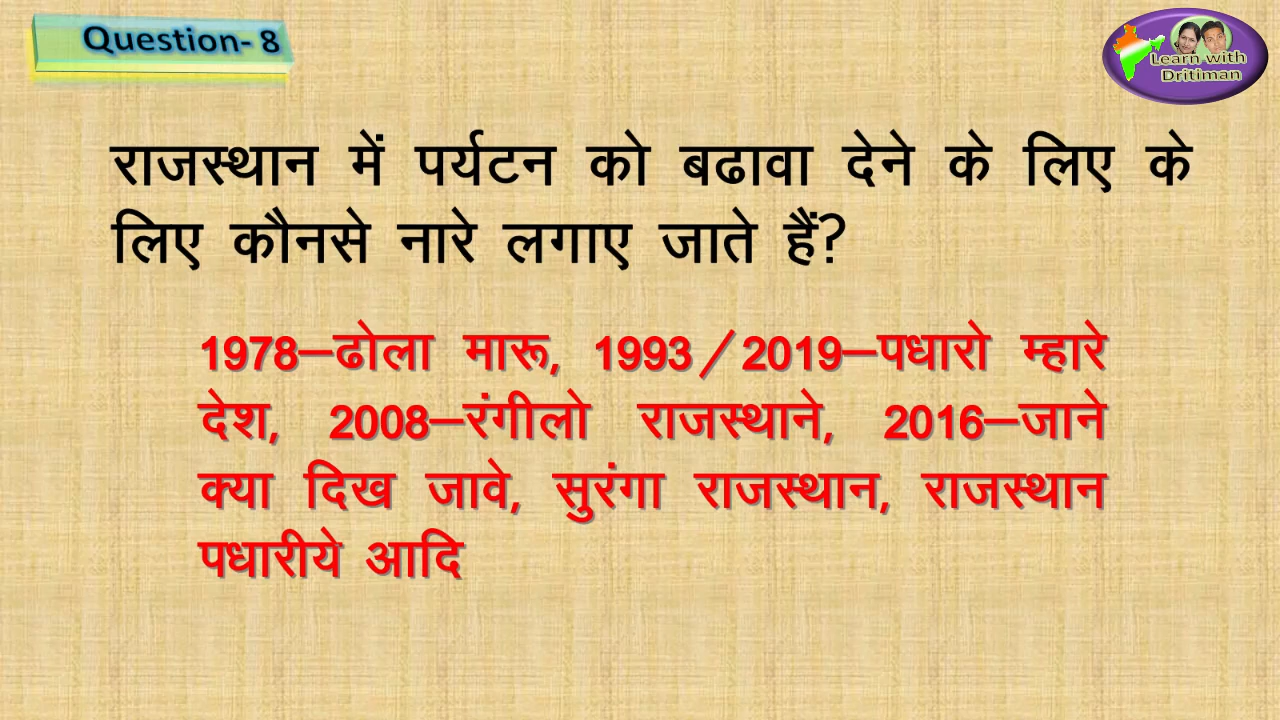 Question- 8
Learn with
Dritiman
राजस्थान में पर्यटन को बढावा देने के लिए के
लिए कौनसे नारे लगाए जाते हैं?
1978–ढोला मारू, 1993/2019–पधारो म्हारे
देश, 2008–रंगीलो राजस्थाने, 2016–जाने
क्या दिख जावे, सुरंगा राजस्थान, राजस्थान
पधारीये आदि